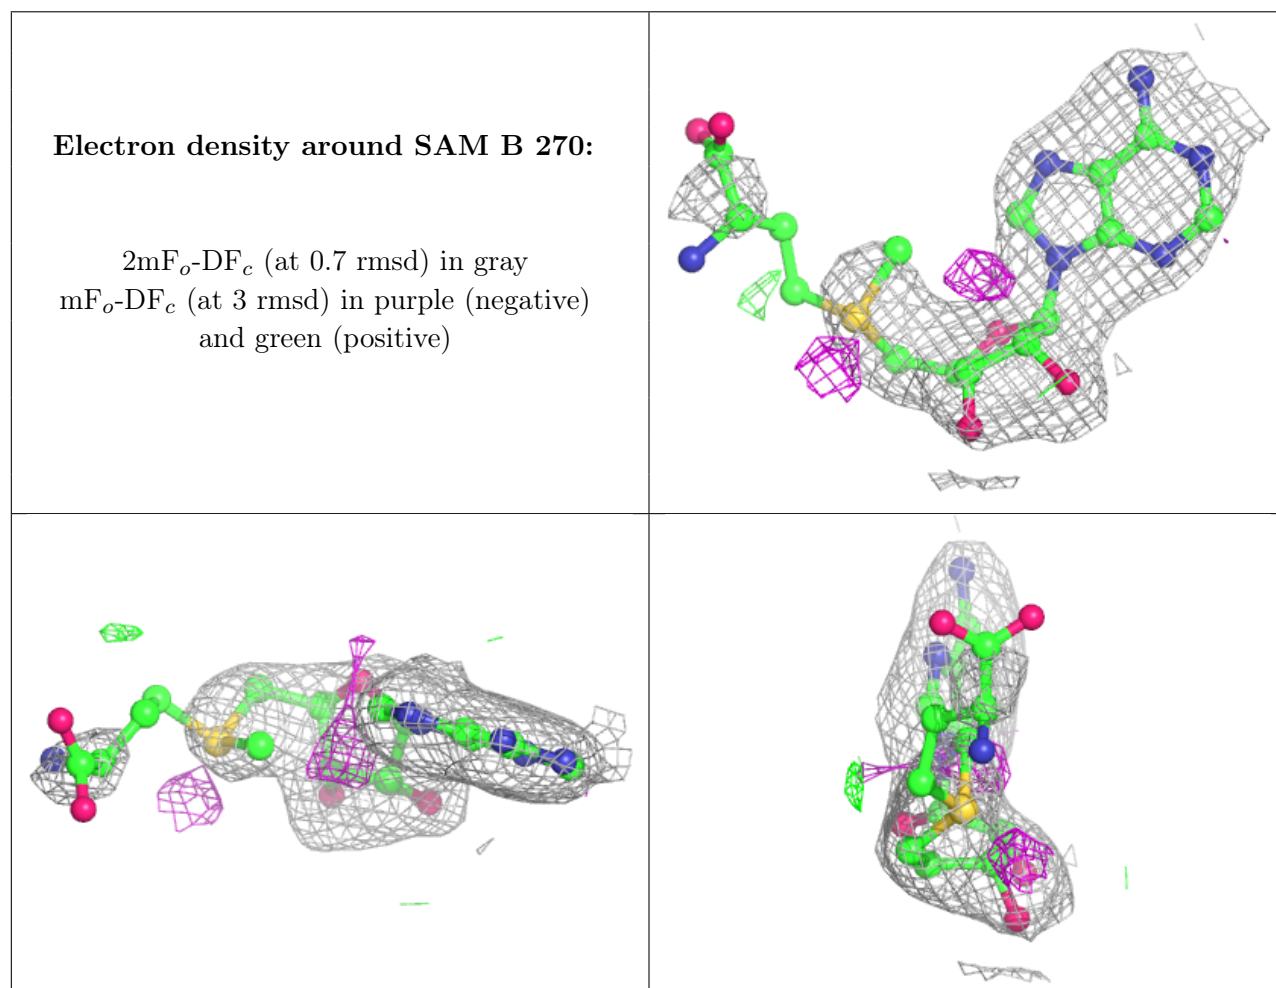 Electron density around SAM B 270:
2mFo-DFc (at 0.7 rmsd) in gray
mFo-DFc (at 3 rmsd) in purple (negative)
and green (positive)